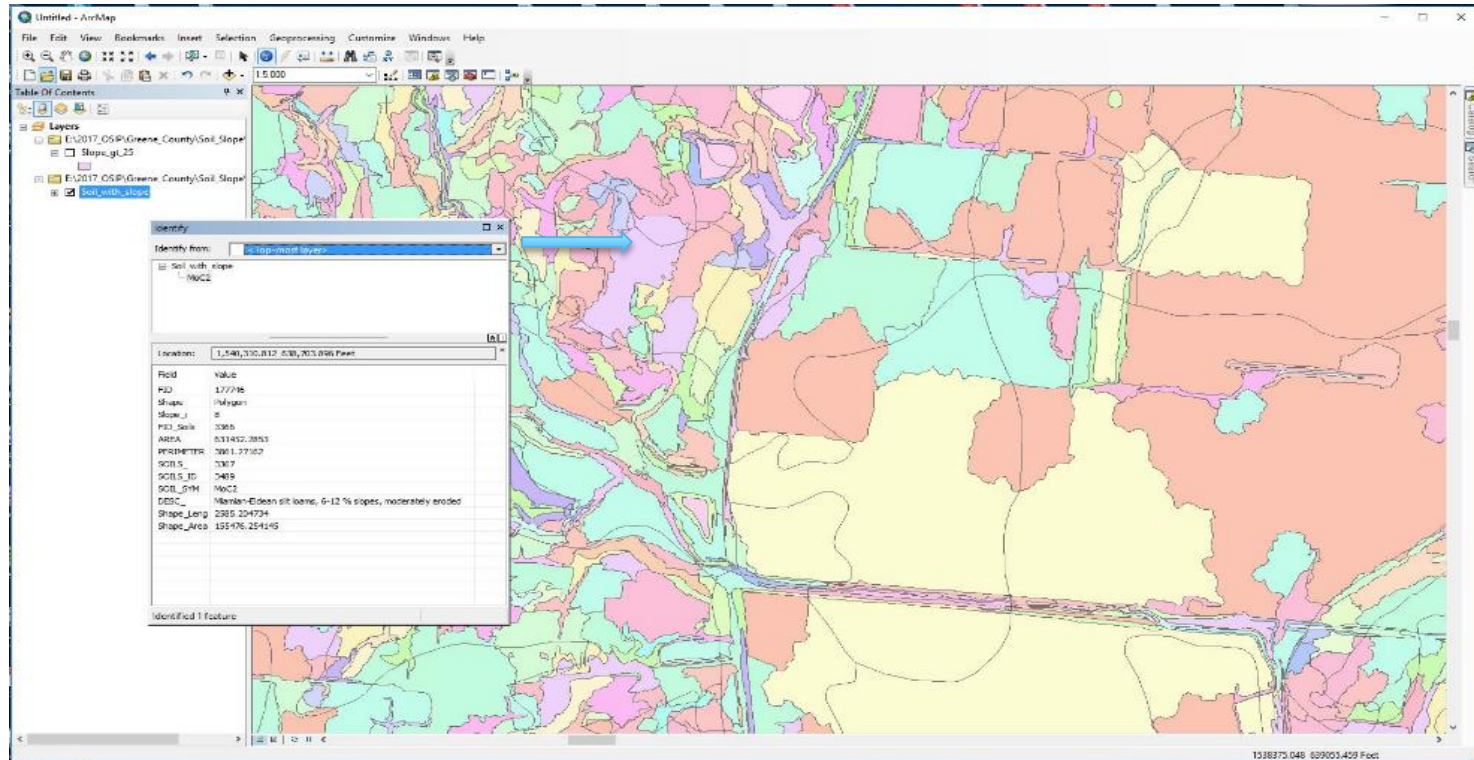 Untitled - ArcMap
File Edit View Bookmarks Insert Selection Geoprocessing Customize Windows Help
1:5,000
Table Of Contents
Layers
E:\2017_OSIP\Greene_County\Soil_Slope\
Slope_gt_25
E:\2017_OSIP\Greene_County\Soil_Slope\
Soil_with_slope
Identify
Identify from: <Top-most layer>
Soil_with_slope
MoC2
Location: 1,540,310.812 638,703.896 Feet
Field Value
FID 177746
Shape Polygon
Slope_r 8
FID_Soils 3366
AREA 631452.2853
PERIMETER 3861.27162
SOILS_ 3367
SOILS_ID 3489
SOIL_SYM MoC2
DESC_ Miamian-Eldean silt loams, 6-12 % slopes, moderately eroded
Shape_Leng 2585.204734
Shape_Area 155476.254145
Identified 1 feature
1538375.048 639055.459 Feet